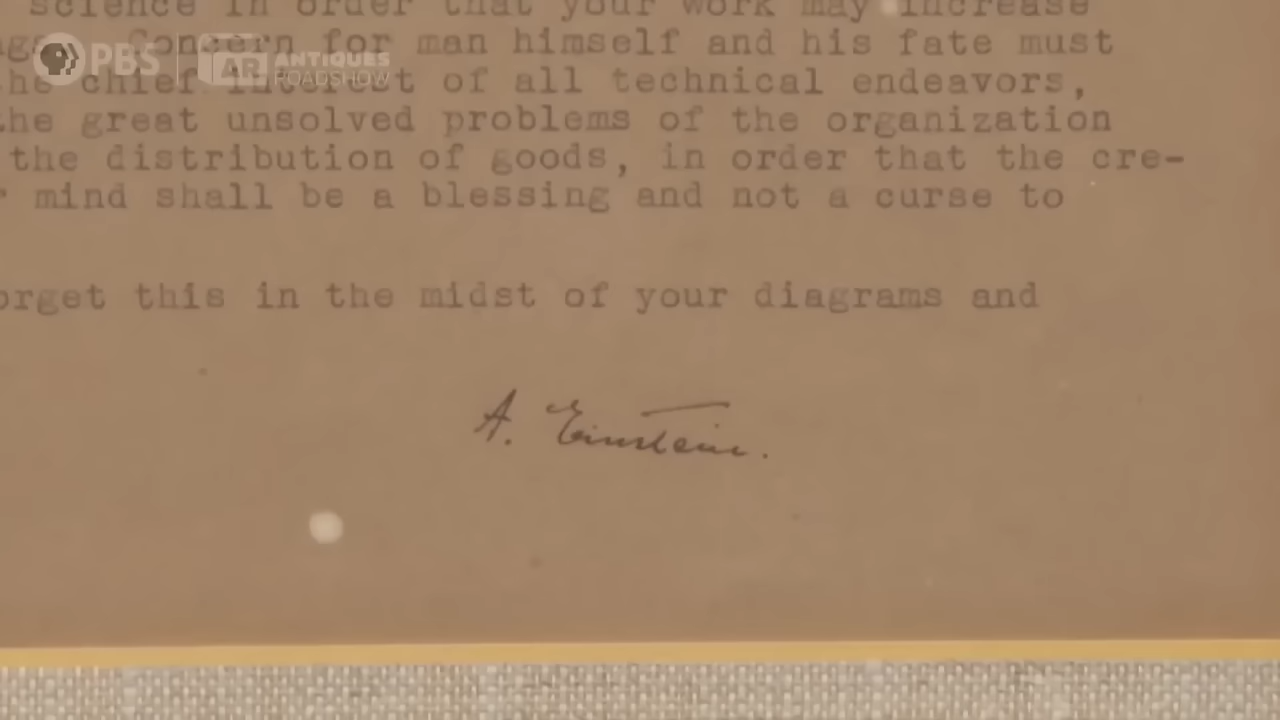 science in order that your work may increase
Concern for man himself and his fate must
chief interest of all technical endeavors,
the great unsolved problems of the organization
the distribution of goods, in order that the cre-
mind shall be a blessing and not a curse to
this in the midst of your diagrams and
A. Einstein.
PBS
AR
ANTIQUES
ROADSHOW